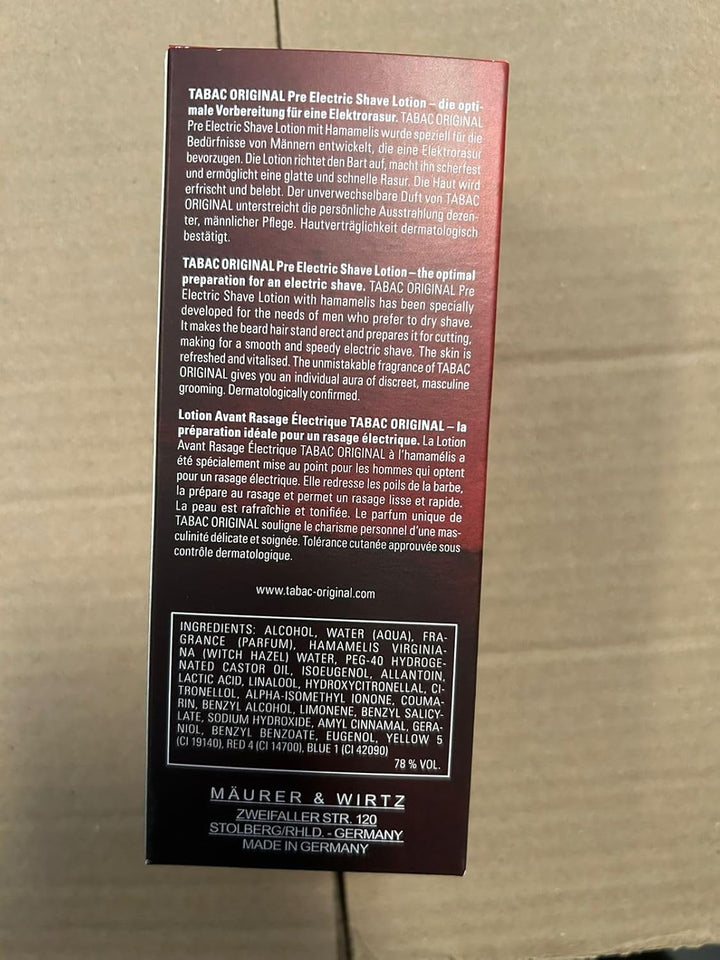 TABAC ORIGINAL Pre Electric Shave Lotion – die opti-
male Vorbereitung für eine Elektrorasur. TABAC ORIGINAL
Pre Electric Shave Lotion mit Hamamelis wurde speziell für die
Bedürfnisse von Männern entwickelt, die eine Elektrorasur
bevorzugen. Die Lotion richtet den Bart auf, macht ihn scherfest
und ermöglicht eine glatte und schnelle Rasur. Die Haut wird
erfrischt und belebt. Der unverwechselbare Duft von TABAC
ORIGINAL unterstreicht die persönliche Ausstrahlung dezen-
ter, männlicher Pflege. Hautverträglichkeit dermatologisch
bestätigt.
TABAC ORIGINAL Pre Electric Shave Lotion – the optimal
preparation for an electric shave. TABAC ORIGINAL Pre
Electric Shave Lotion with hamamelis has been specially
developed for the needs of men who prefer to dry shave.
It makes the beard hair stand erect and prepares it for cutting,
making for a smooth and speedy electric shave. The skin is
refreshed and vitalised. The unmistakable fragrance of TABAC
ORIGINAL gives you an individual aura of discreet, masculine
grooming. Dermatologically confirmed.
Lotion Avant Rasage Électrique TABAC ORIGINAL – la
préparation idéale pour un rasage électrique. La Lotion
Avant Rasage Électrique TABAC ORIGINAL à l'hamamélis a
été spécialement mise au point pour les hommes qui optent
pour un rasage électrique. Elle redresse les poils de la barbe,
la prépare au rasage et permet un rasage lisse et rapide.
La peau est rafraîchie et tonifiée. Le parfum unique de
TABAC ORIGINAL souligne le charisme personnel d'une mas-
culinité délicate et soignée. Tolérance cutanée approuvée sous
contrôle dermatologique.
www.tabac-original.com
INGREDIENTS: ALCOHOL, WATER (AQUA), FRA-
GRANCE (PARFUM), HAMAMELIS VIRGINIA-
NA (WITCH HAZEL) WATER, PEG-40 HYDROGE-
NATED CASTOR OIL, ISOEUGENOL, ALLANTOIN,
LACTIC ACID, LINALOOL, HYDROXYCITRONELLAL, CI-
TRONELLOL, ALPHA-ISOMETHYL IONONE, COUMA-
RIN, BENZYL ALCOHOL, LIMONENE, BENZYL SALICY-
LATE, SODIUM HYDROXIDE, AMYL CINNAMAL, GERA-
NIOL, BENZYL BENZOATE, EUGENOL, YELLOW 5
(CI 19140), RED 4 (CI 14700), BLUE 1 (CI 42090)
78 % VOL.
MÄURER & WIRTZ
ZWEIFALLER STR. 120
STOLBERG/RHLD. - GERMANY
MADE IN GERMANY